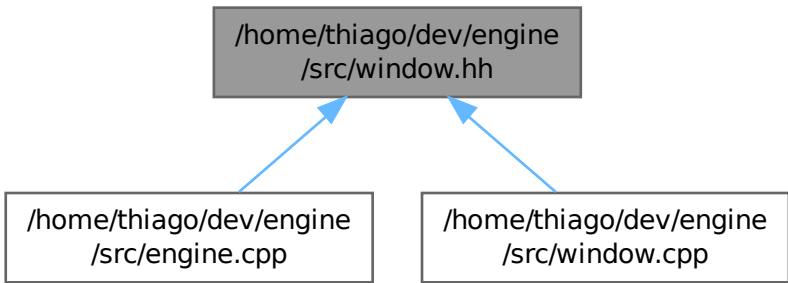 /home/thiago/dev/engine
/src/window.hh
/home/thiago/dev/engine
/src/engine.cpp
/home/thiago/dev/engine
/src/window.cpp